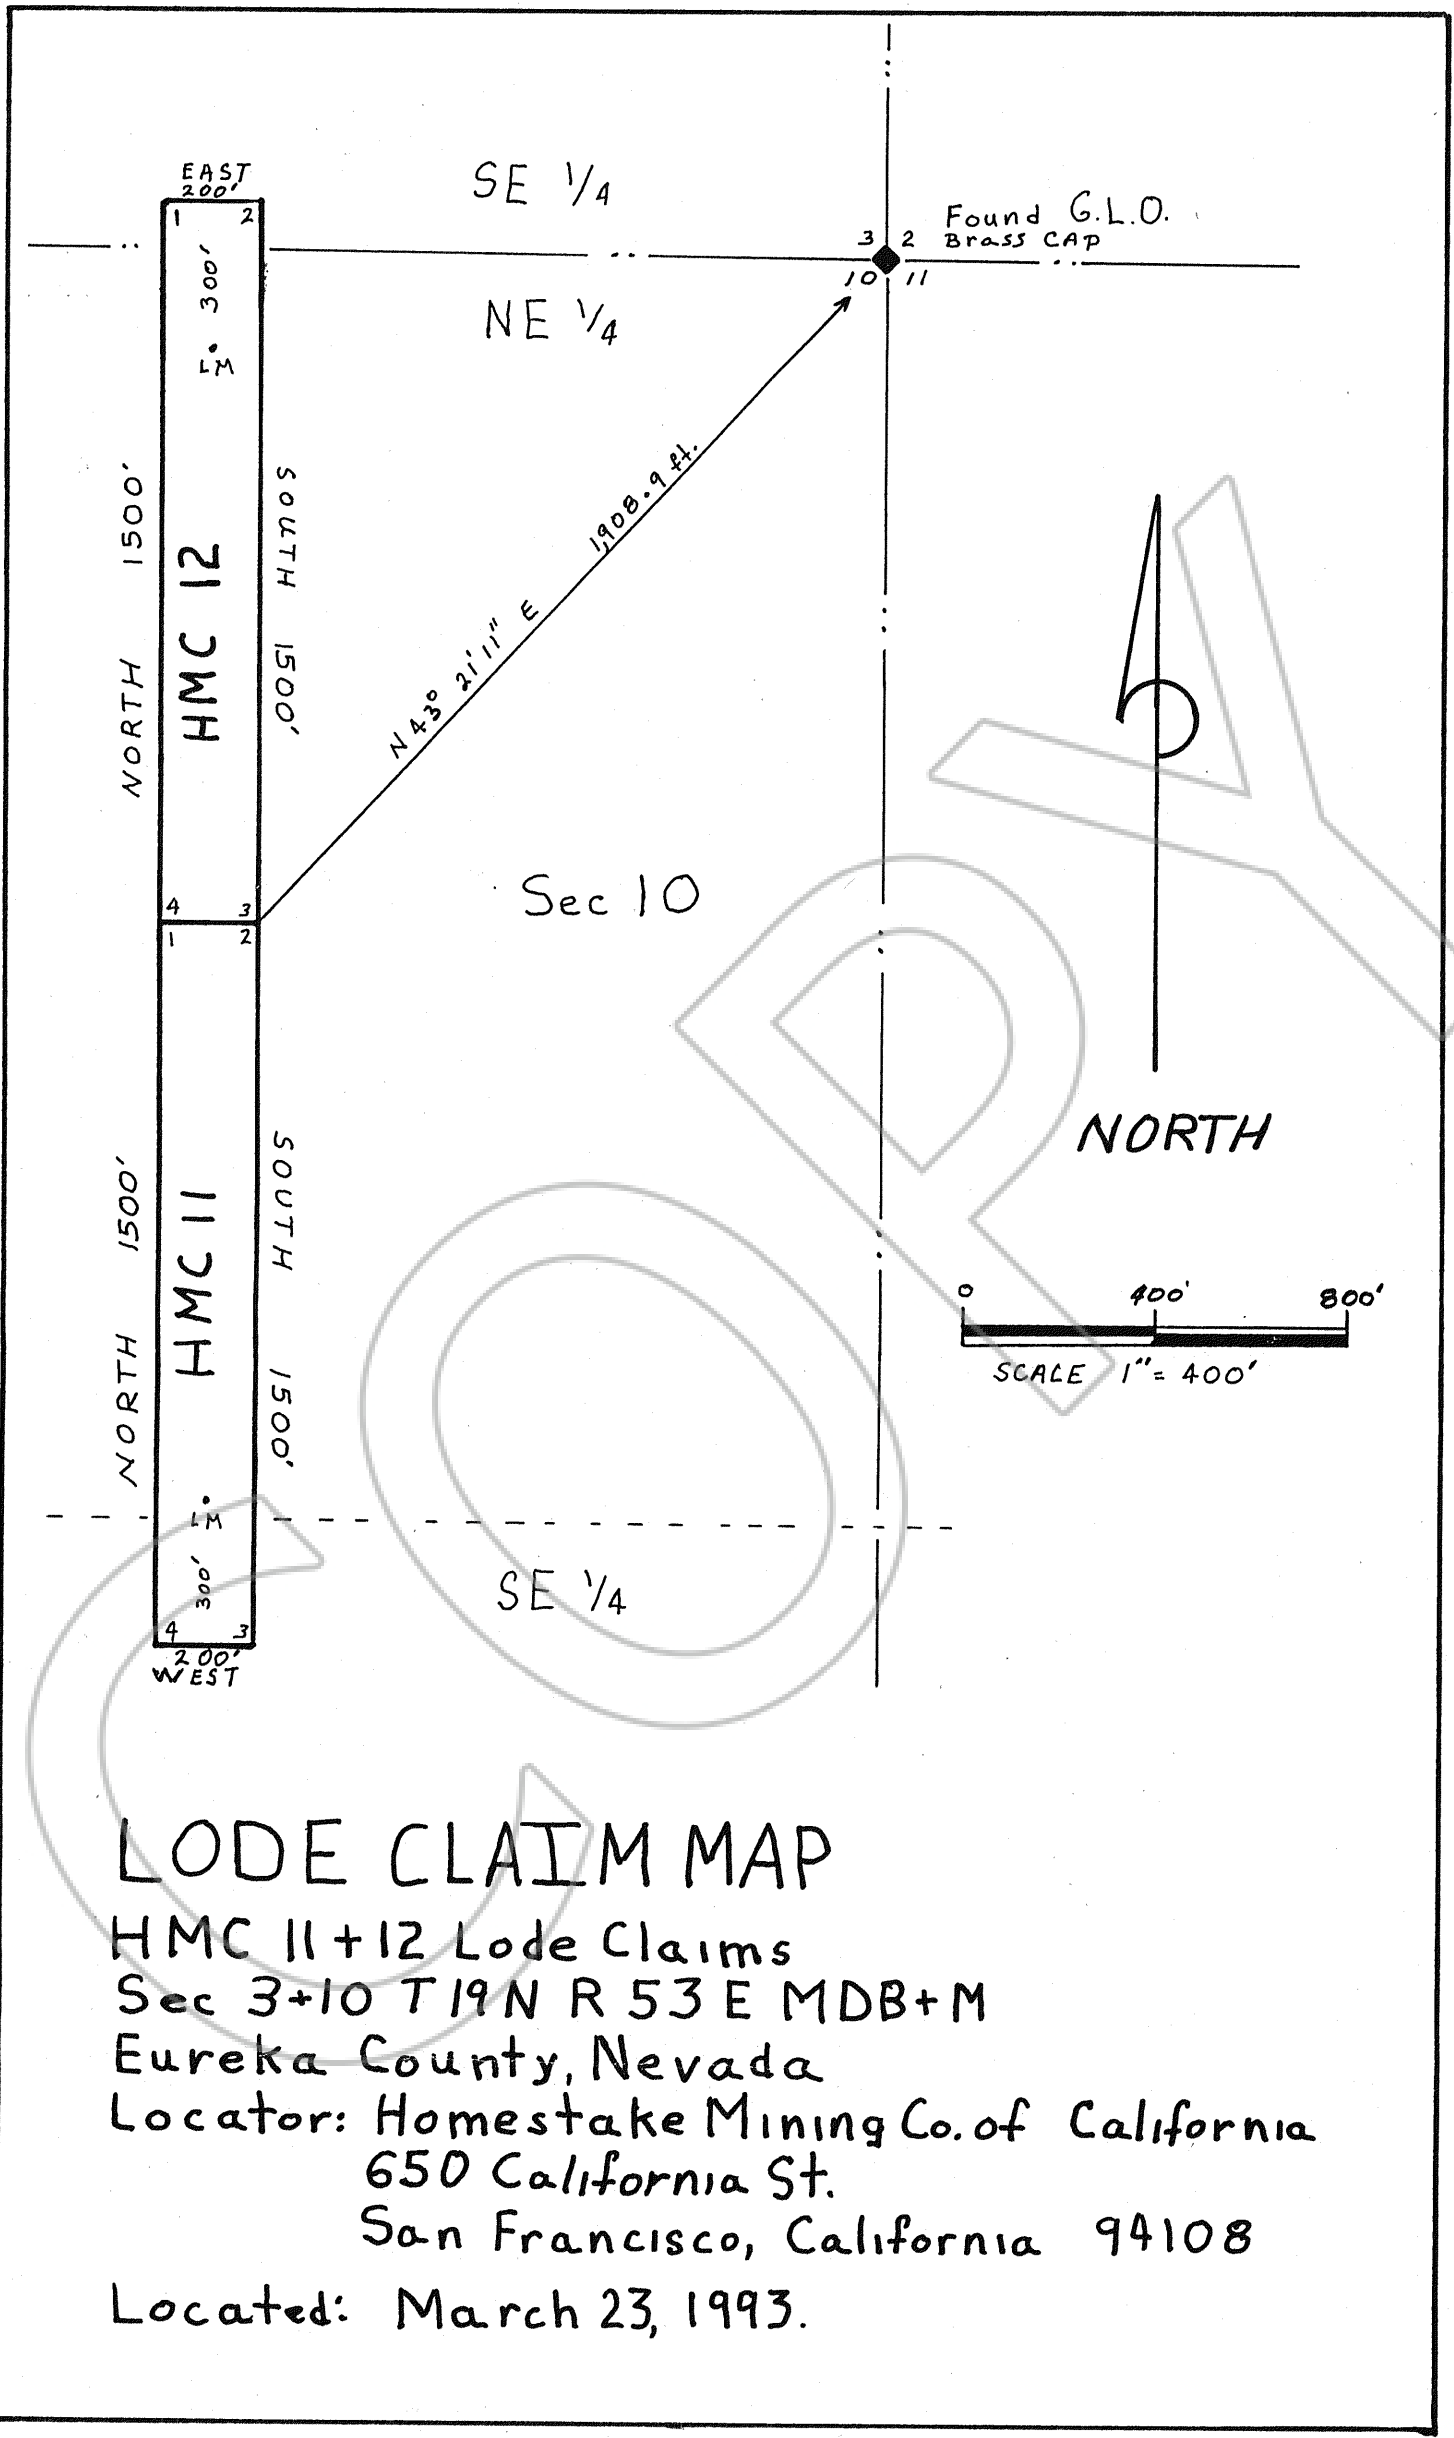 EAST
200'
1 2
300'
LM
NORTH 1500'
HMC 12
SOUTH 1500'
4 3
1 2
NORTH 1500'
HMC 11
SOUTH 1500'
LM
300'
4 3
200'
WEST
SE 1/4
NE 1/4
3 2
10 11
Found G.L.O.
Brass CAP
N 43° 21' 11" E 1,908.9 ft.
Sec 10
SE 1/4
NORTH
0 400' 800'
SCALE 1"= 400'
COPY
LODE CLAIM MAP
HMC 11+12 Lode Claims
Sec 3+10 T19N R 53 E MDB+M
Eureka County, Nevada
Locator: Homestake Mining Co. of California
650 California St.
San Francisco, California 94108
Located: March 23, 1993.